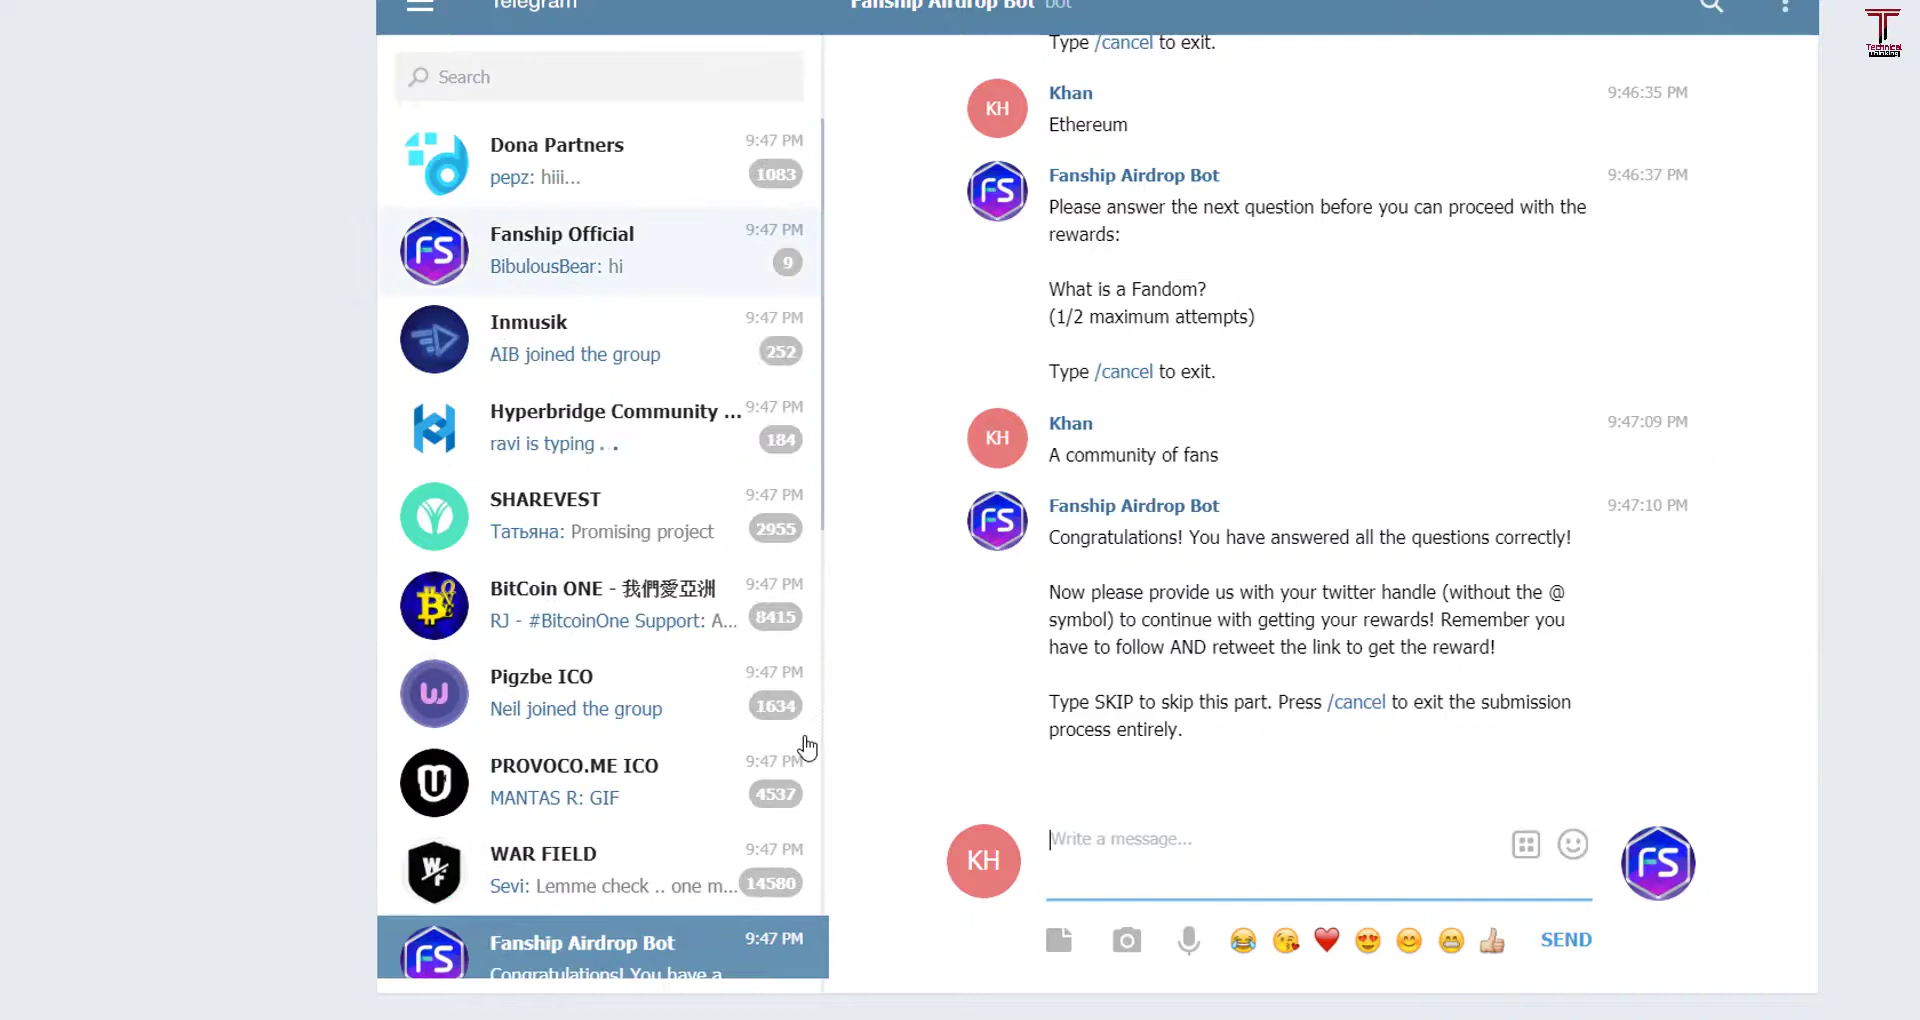 Telegram
Fanship Airdrop Bot bot
Technical
Thinking
Search
Dona Partners 9:47 PM
pepz: hiii... 1083
Fanship Official 9:47 PM
BibulousBear: hi 9
Inmusik 9:47 PM
AIB joined the group 252
Hyperbridge Community ... 9:47 PM
ravi is typing . . 184
SHAREVEST 9:47 PM
Татьяна: Promising project 2955
BitCoin ONE - 我們愛亞洲 9:47 PM
RJ - #BitcoinOne Support: A... 8415
Pigzbe ICO 9:47 PM
Neil joined the group 1634
PROVOCO.ME ICO 9:47 PM
MANTAS R: GIF 4537
WAR FIELD 9:47 PM
Sevi: Lemme check .. one m... 14580
Fanship Airdrop Bot 9:47 PM
Congratulations! You have a
Type /cancel to exit.
KH
Khan 9:46:35 PM
Ethereum
FS
Fanship Airdrop Bot 9:46:37 PM
Please answer the next question before you can proceed with the
rewards:
What is a Fandom?
(1/2 maximum attempts)
Type /cancel to exit.
KH
Khan 9:47:09 PM
A community of fans
FS
Fanship Airdrop Bot 9:47:10 PM
Congratulations! You have answered all the questions correctly!
Now please provide us with your twitter handle (without the @
symbol) to continue with getting your rewards! Remember you
have to follow AND retweet the link to get the reward!
Type SKIP to skip this part. Press /cancel to exit the submission
process entirely.
KH
Write a message...
FS
SEND